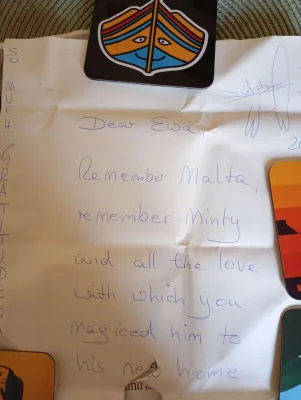 Dear Ewa
Remember Malta,
remember Minty
and all the love
with which you
magiced him to
his new home
SO MUCH GRATITUDE
20